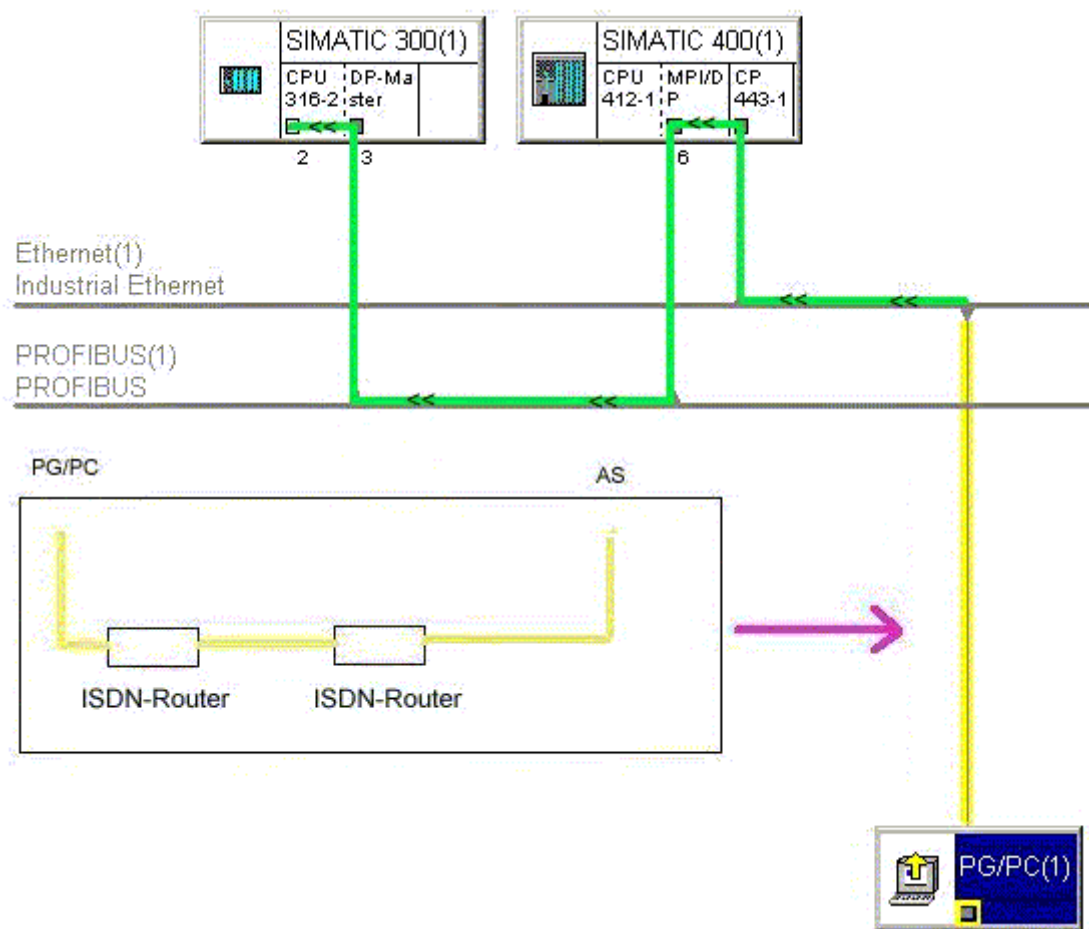 SIMATIC 300(1)
CPU
316-2
DP-Ma
ster
2
3
SIMATIC 400(1)
CPU
412-1
MPI/D
P
CP
443-1
6
<<
<<
Ethernet(1)
Industrial Ethernet
<<
<<
PROFIBUS(1)
PROFIBUS
<<
<<
PG/PC
AS
ISDN-Router
ISDN-Router
PG/PC(1)